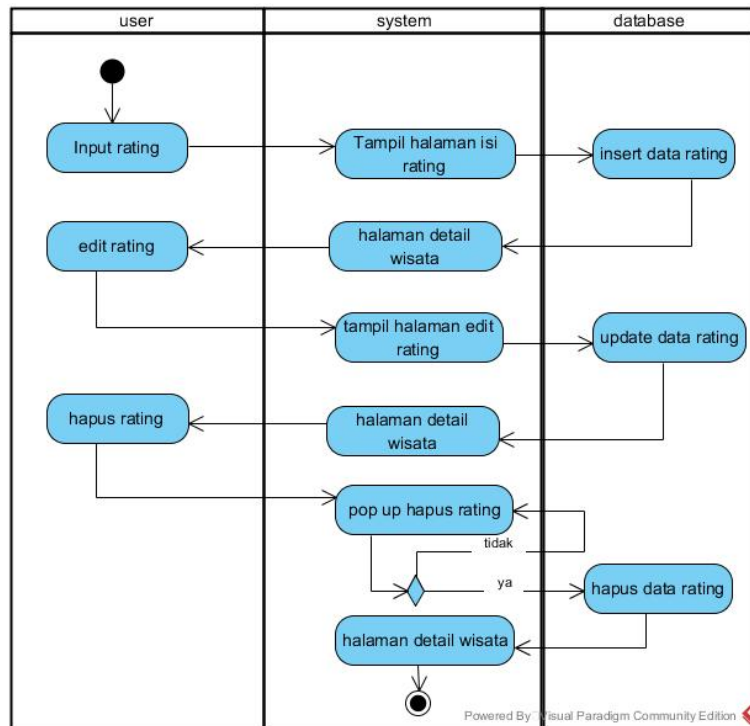 user
system
database
Input rating
Tampil halaman isi
rating
insert data rating
edit rating
halaman detail
wisata
tampil halaman edit
rating
update data rating
hapus rating
halaman detail
wisata
pop up hapus rating
tidak
ya
hapus data rating
halaman detail wisata
Powered By Visual Paradigm Community Edition